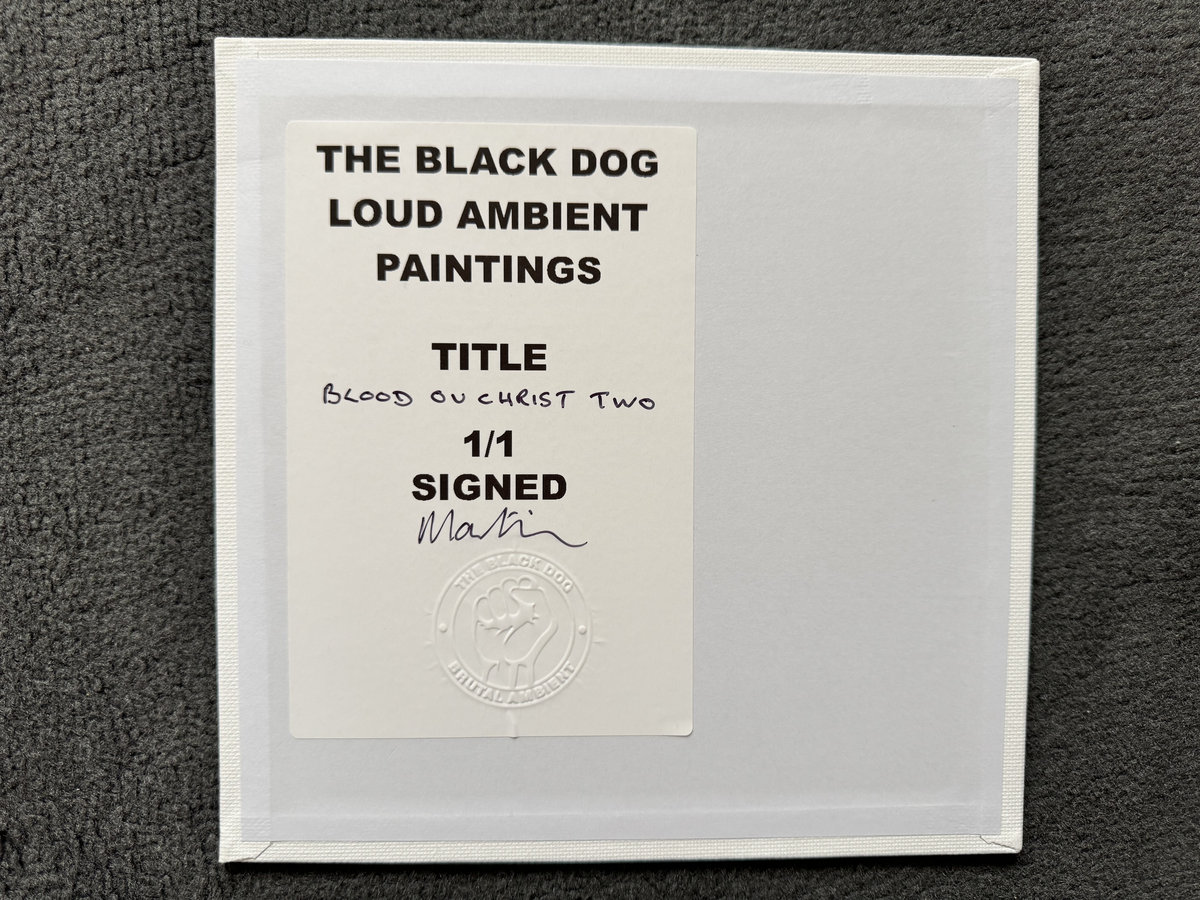 THE BLACK DOG
LOUD AMBIENT
PAINTINGS
TITLE
BLOOD OV CHRIST TWO
1/1
SIGNED
Martin
THE BLACK DOG
BRUTAL AMBIENT